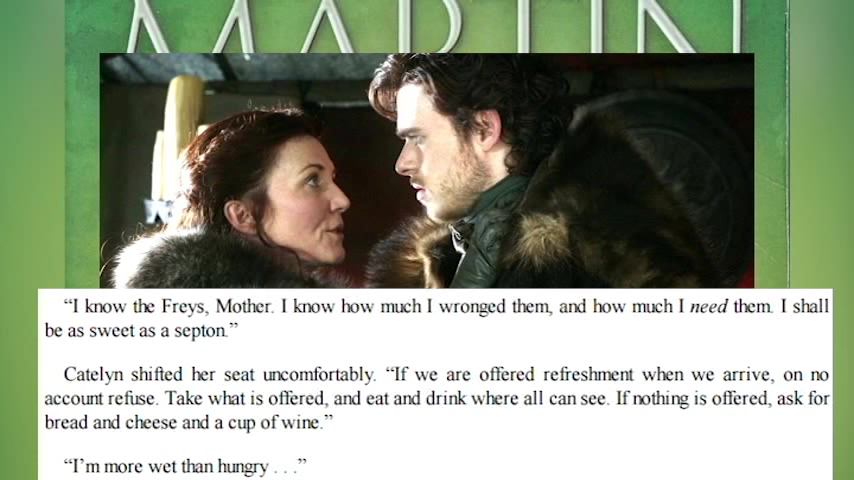 MARTIN
“I know the Freys, Mother. I know how much I wronged them, and how much I need them. I shall
be as sweet as a septon.”
Catelyn shifted her seat uncomfortably. “If we are offered refreshment when we arrive, on no
account refuse. Take what is offered, and eat and drink where all can see. If nothing is offered, ask for
bread and cheese and a cup of wine.”
“I’m more wet than hungry . . .”